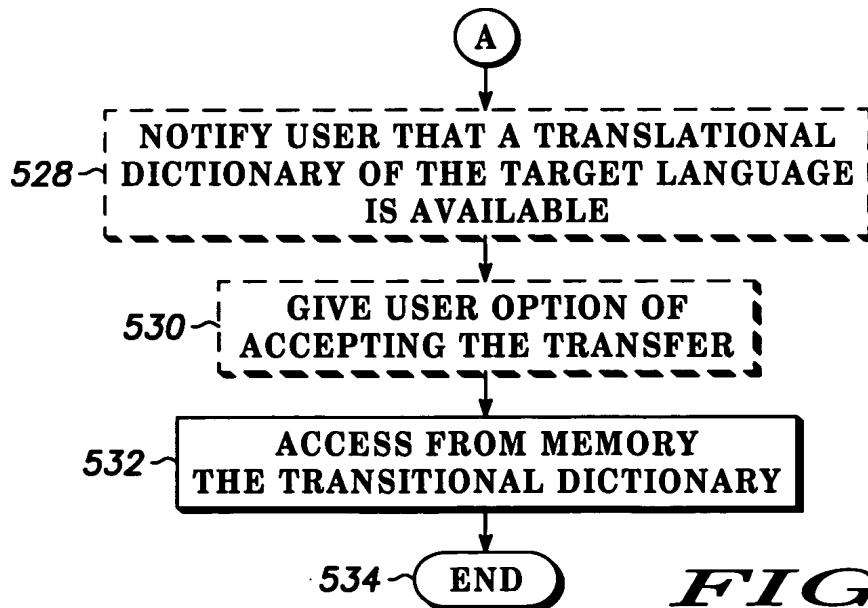 A
528
NOTIFY USER THAT A TRANSLATIONAL
DICTIONARY OF THE TARGET LANGUAGE
IS AVAILABLE
530
GIVE USER OPTION OF
ACCEPTING THE TRANSFER
532
ACCESS FROM MEMORY
THE TRANSITIONAL DICTIONARY
534
END
FIG